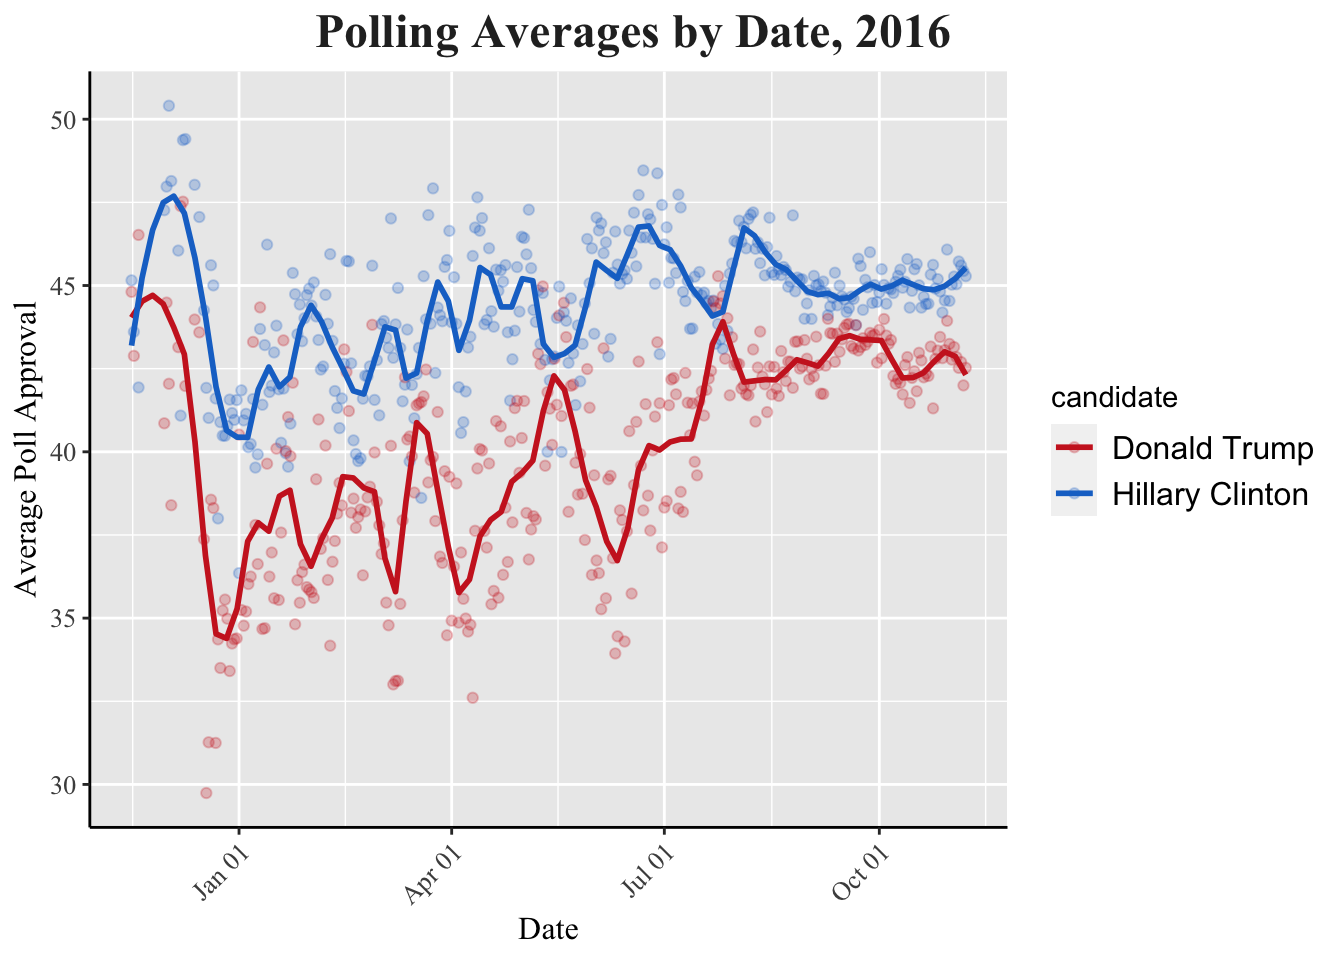 Polling Averages by Date, 2016
Average Poll Approval
50
45
40
35
30
Jan 01
Apr 01
Jul 01
Oct 01
Date
candidate
Donald Trump
Hillary Clinton